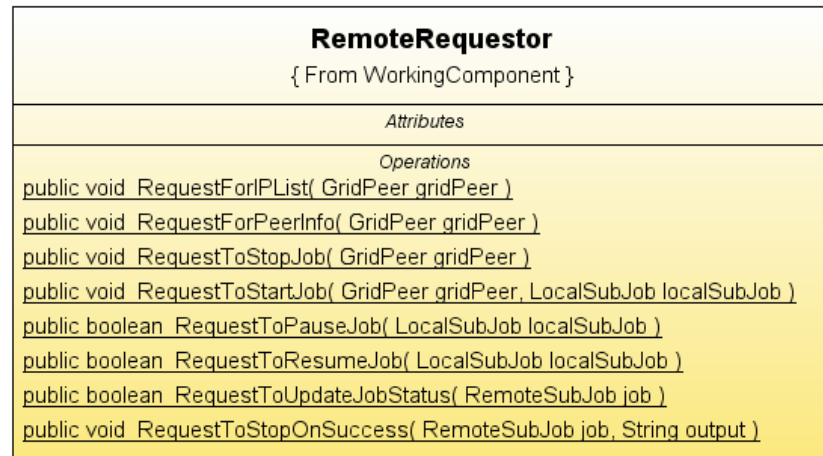 RemoteRequestor
{ From WorkingComponent }
Attributes
Operations
public void RequestForIPList( GridPeer gridPeer )
public void RequestForPeerInfo( GridPeer gridPeer )
public void RequestToStopJob( GridPeer gridPeer )
public void RequestToStartJob( GridPeer gridPeer, LocalSubJob localSubJob )
public boolean RequestToPauseJob( LocalSubJob localSubJob )
public boolean RequestToResumeJob( LocalSubJob localSubJob )
public boolean RequestToUpdateJobStatus( RemoteSubJob job )
public void RequestToStopOnSuccess( RemoteSubJob job, String output )